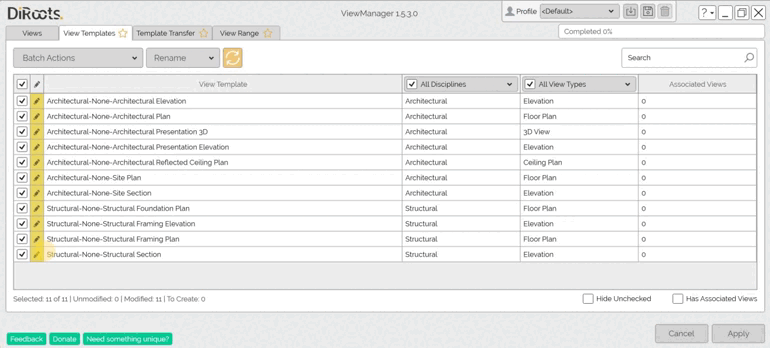 DiRoots. ViewManager 1.5.3.0 Profile <Default> ?
Views View Templates Template Transfer View Range Completed 0%
Batch Actions Rename Search
View Template All Disciplines All View Types Associated Views
Architectural-None-Architectural Elevation Architectural Elevation 0
Architectural-None-Architectural Plan Architectural Floor Plan 0
Architectural-None-Architectural Presentation 3D Architectural 3D View 0
Architectural-None-Architectural Presentation Elevation Architectural Elevation 0
Architectural-None-Architectural Reflected Ceiling Plan Architectural Ceiling Plan 0
Architectural-None-Site Plan Architectural Floor Plan 0
Architectural-None-Site Section Architectural Elevation 0
Structural-None-Structural Foundation Plan Structural Floor Plan 0
Structural-None-Structural Framing Elevation Structural Elevation 0
Structural-None-Structural Framing Plan Structural Floor Plan 0
Structural-None-Structural Section Structural Elevation 0
Selected: 11 of 11 | Unmodified: 0 | Modified: 11 | To Create: 0 Hide Unchecked Has Associated Views
Feedback Donate Need something unique? Cancel Apply